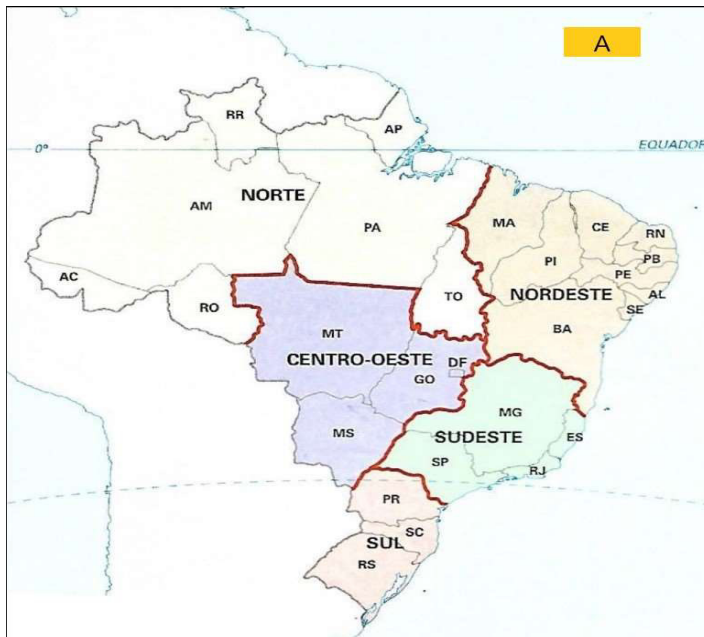 A
RR
AP
0°
EQUADOR
AM
NORTE
PA
MA
CE
RN
PI
PB
PE
AC
RO
TO
NORDESTE
AL
SE
BA
MT
CENTRO-OESTE
DF
GO
MG
MS
SUDESTE
ES
SP
RJ
PR
SC
SUL
RS